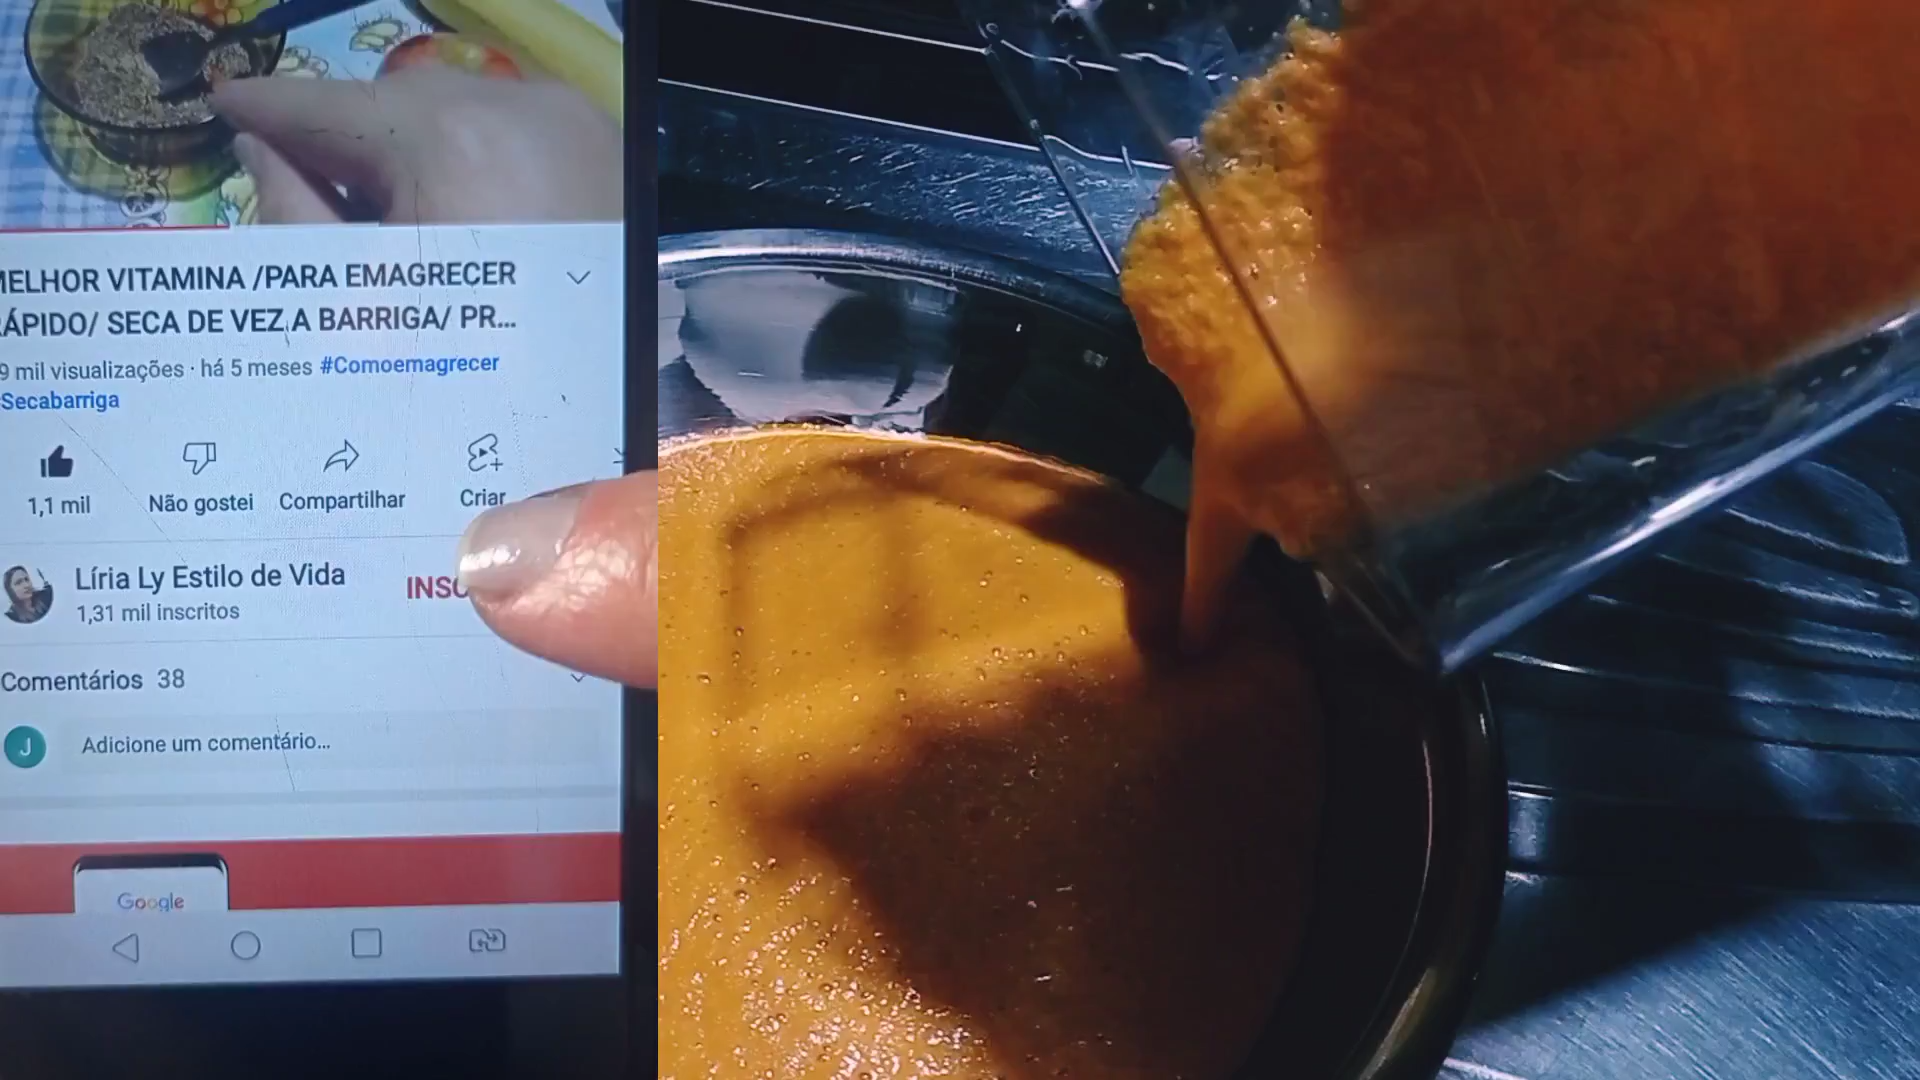 MELHOR VITAMINA /PARA EMAGRECER
RÁPIDO/ SECA DE VEZ A BARRIGA/ PR...
9 mil visualizações · há 5 meses #Comoemagrecer
Secabarriga
1,1 mil
Não gostei
Compartilhar
Criar
Líria Ly Estilo de Vida
INSC
1,31 mil inscritos
Comentários 38
J
Adicione um comentário...
Google